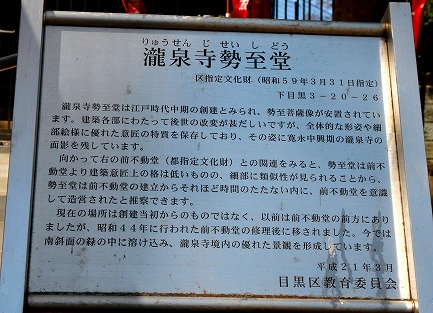 りゅうせんじせいしどう
瀧泉寺勢至堂
区指定文化財（昭和59年3月31日指定）
下目黒3－20－26
瀧泉寺勢至堂は江戸時代中期の創建とみられ、勢至菩薩像が安置されてい
ます。建築各部にわたって後世の改変が甚だしいですが、全体的な形姿や細
部絵様に優れた意匠の特質を保存しており、その姿に寛永中興期の瀧泉寺の
面影を残しています。
向かって右の前不動堂（都指定文化財）との関連をみると、勢至堂は前不
動堂より建築意匠上の格は低いものの、細部に類似性が見られることから、
勢至堂は前不動堂の建立からそれほど時間のたたない内に、前不動堂を意識
して造営されたと推察できます。
現在の場所は創建当初からのものではなく、以前は前不動堂の前方にあり
ましたが、昭和44年に行われた前不動堂の修理後に移されました。今では
南斜面の緑の中に溶け込み、瀧泉寺境内の優れた景観を形成しています。
平成21年3月
目黒区教育委員会